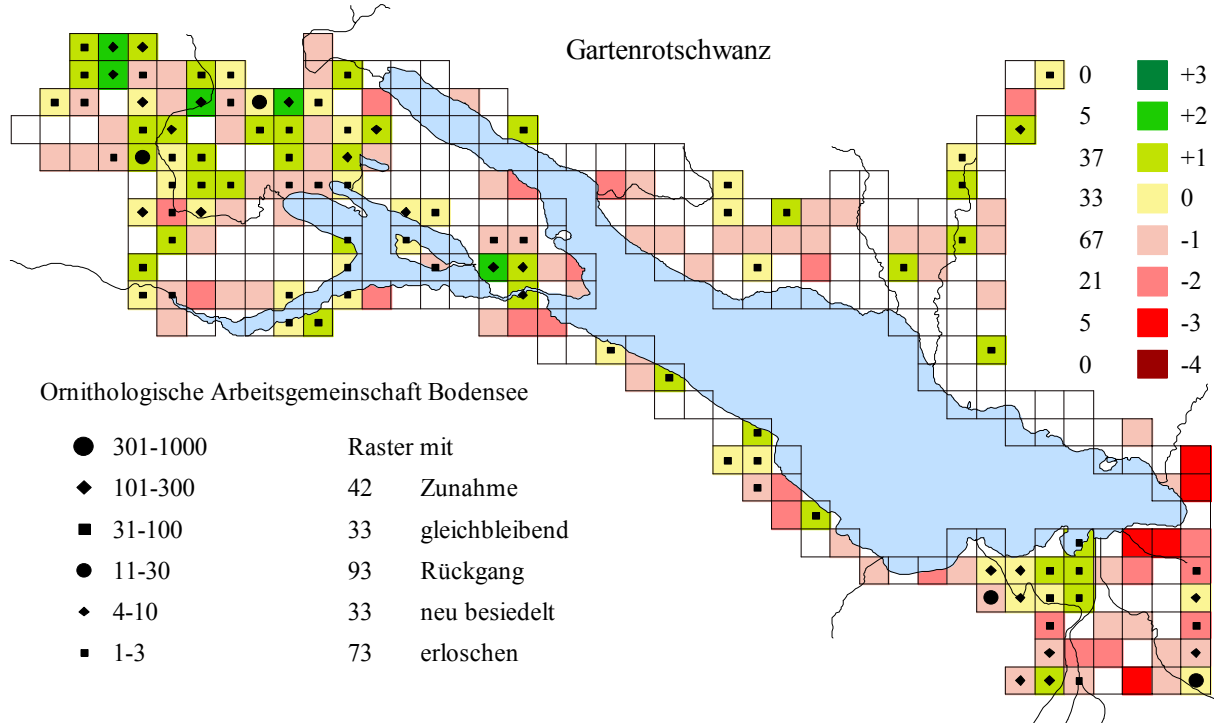 Gartenrotschwanz
0 +3
5 +2
37 +1
33 0
67 -1
21 -2
5 -3
0 -4
Ornithologische Arbeitsgemeinschaft Bodensee
301-1000 Raster mit
101-300 42 Zunahme
31-100 33 gleichbleibend
11-30 93 Rückgang
4-10 33 neu besiedelt
1-3 73 erloschen